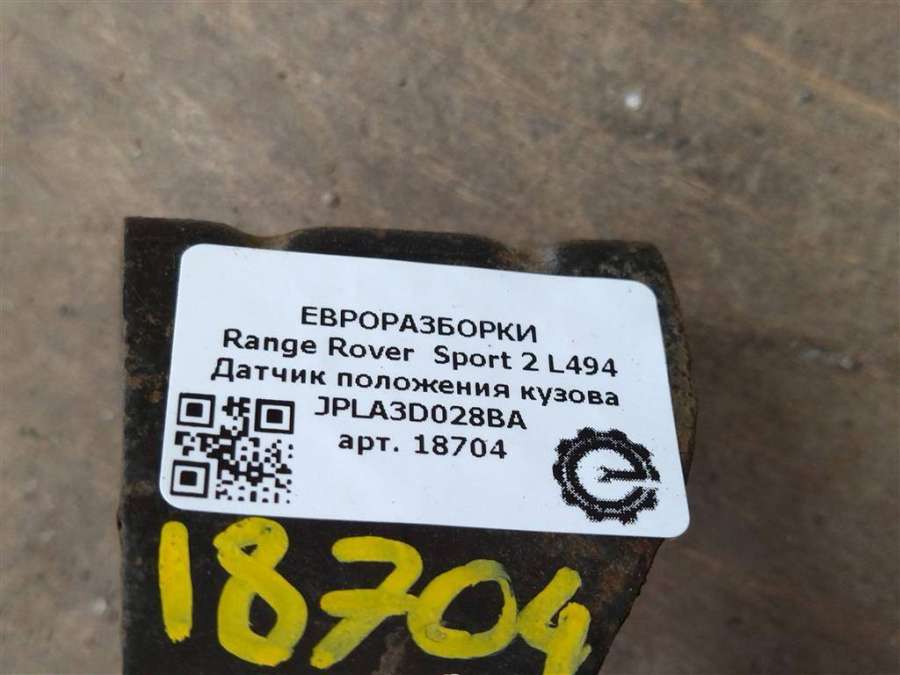 ЕВРОРАЗБОРКИ
Range Rover Sport 2 L494
Датчик положения кузова
JPLA3D028BA
арт. 18704
18704